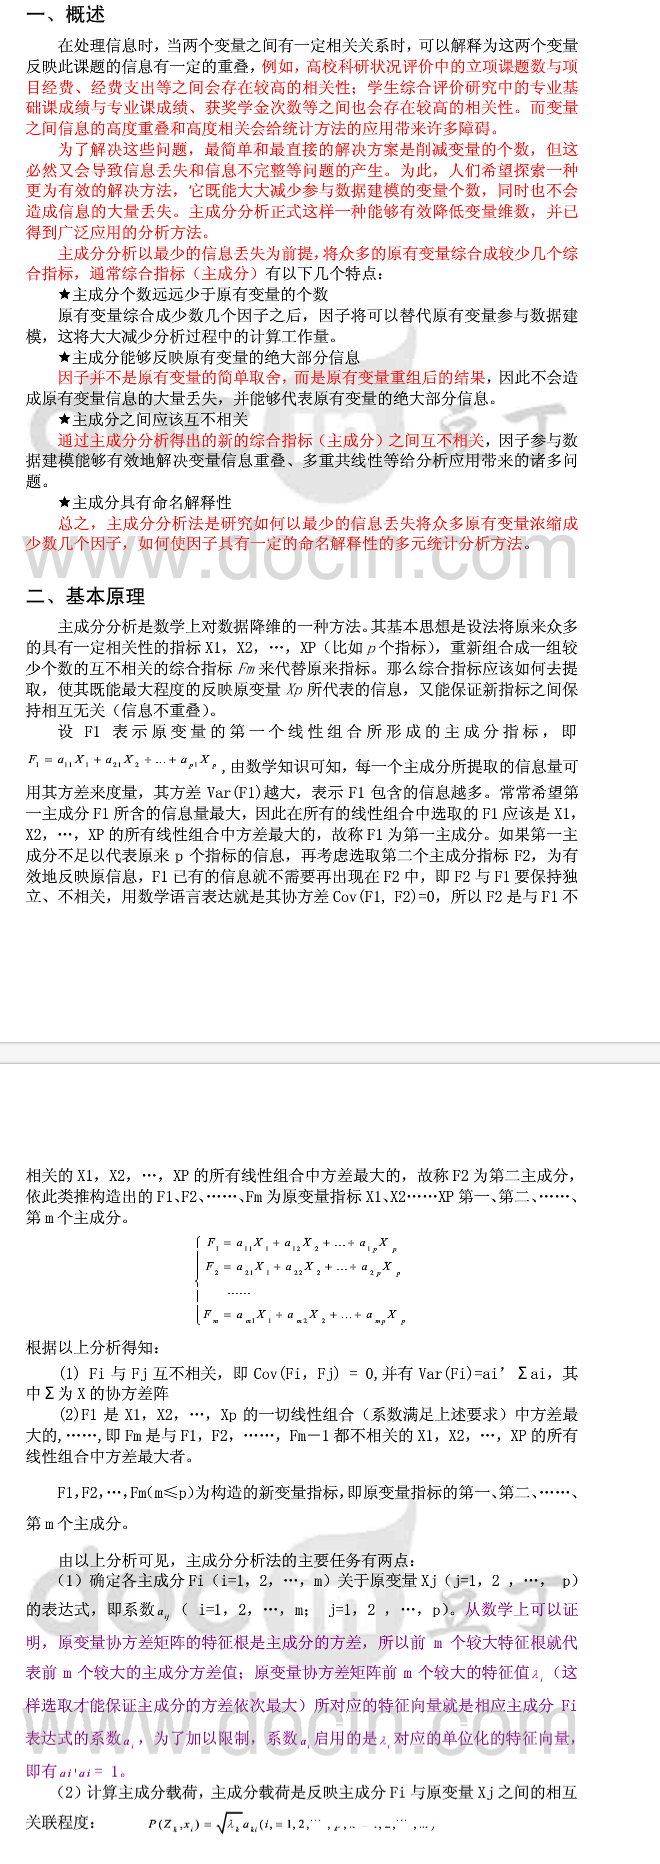 一、概述
在处理信息时，当两个变量之间有一定相关关系时，可以解释为这两个变量
反映此课题的信息有一定的重叠，例如，高校科研状况评价中的立项课题数与项
目经费、经费支出等之间会存在较高的相关性；学生综合评价研究中的专业基
础课成绩与专业课成绩、获奖学金次数等之间也会存在较高的相关性。而变量
之间信息的高度重叠和高度相关会给统计方法的应用带来许多障碍。
为了解决这些问题，最简单和最直接的解决方案是削减变量的个数，但这
必然又会导致信息丢失和信息不完整等问题的产生。为此，人们希望探索一种
更为有效的解决方法，它既能大大减少参与数据建模的变量个数，同时也不会
造成信息的大量丢失。主成分分析正式这样一种能够有效降低变量维数，并已
得到广泛应用的分析方法。
主成分分析以最少的信息丢失为前提，将众多的原有变量综合成较少几个综
合指标，通常综合指标（主成分）有以下几个特点：
★主成分个数远远少于原有变量的个数
原有变量综合成少数几个因子之后，因子将可以替代原有变量参与数据建
模，这将大大减少分析过程中的计算工作量。
★主成分能够反映原有变量的绝大部分信息
因子并不是原有变量的简单取舍，而是原有变量重组后的结果，因此不会造
成原有变量信息的大量丢失，并能够代表原有变量的绝大部分信息。
★主成分之间应该互不相关
通过主成分分析得出的新的综合指标（主成分）之间互不相关，因子参与数
据建模能够有效地解决变量信息重叠、多重共线性等给分析应用带来的诸多问
题。
★主成分具有命名解释性
总之，主成分分析法是研究如何以最少的信息丢失将众多原有变量浓缩成
少数几个因子，如何使因子具有一定的命名解释性的多元统计分析方法。
二、基本原理
主成分分析是数学上对数据降维的一种方法。其基本思想是设法将原来众多
的具有一定相关性的指标 X1，X2，…，XP（比如 p 个指标），重新组合成一组较
少个数的互不相关的综合指标 Fm 来代替原来指标。那么综合指标应该如何去提
取，使其既能最大程度的反映原变量 Xp 所代表的信息，又能保证新指标之间保
持相互无关（信息不重叠）。
设 F1 表示原变量的第一个线性组合所形成的主成分指标，即
F₁ = a₁₁X₁ + a₂₁X₂ + ... + aₚ₁Xₚ ,由数学知识可知，每一个主成分所提取的信息量可
用其方差来度量，其方差 Var(F1)越大，表示 F1 包含的信息越多。常常希望第
一主成分 F1 所含的信息量最大，因此在所有的线性组合中选取的 F1 应该是 X1，
X2，…，XP 的所有线性组合中方差最大的，故称 F1 为第一主成分。如果第一主
成分不足以代表原来 p 个指标的信息，再考虑选取第二个主成分指标 F2，为有
效地反映原信息，F1 已有的信息就不需要再出现在 F2 中，即 F2 与 F1 要保持独
立、不相关，用数学语言表达就是其协方差 Cov(F1, F2)=0，所以 F2 是与 F1 不
相关的 X1，X2，…，XP 的所有线性组合中方差最大的，故称 F2 为第二主成分，
依此类推构造出的 F1、F2、……、Fm 为原变量指标 X1、X2……XP 第一、第二、……、
第 m 个主成分。
F₁ = a₁₁X₁ + a₁₂X₂ + ... + a₁ₚXₚ
F₂ = a₂₁X₁ + a₂₂X₂ + ... + a₂ₚXₚ
......
Fₘ = aₘ₁X₁ + aₘ₂X₂ + ... + aₘₚXₚ
根据以上分析得知：
(1) Fi 与 Fj 互不相关，即 Cov(Fi，Fj) = 0,并有 Var(Fi)=ai’Σai，其
中Σ为 X 的协方差阵
(2)F1 是 X1，X2，…，Xp 的一切线性组合（系数满足上述要求）中方差最
大的,……,即 Fm 是与 F1，F2，……，Fm－1 都不相关的 X1，X2，…，XP 的所有
线性组合中方差最大者。
F1,F2,…,Fm(m≤p)为构造的新变量指标,即原变量指标的第一、第二、……、
第 m 个主成分。
由以上分析可见，主成分分析法的主要任务有两点：
（1）确定各主成分 Fi（i=1，2，…，m）关于原变量 Xj（j=1，2 ，…， p）
的表达式，即系数 aij （ i=1，2，…，m； j=1，2 ，…，p）。从数学上可以证
明，原变量协方差矩阵的特征根是主成分的方差，所以前 m 个较大特征根就代
表前 m 个较大的主成分方差值；原变量协方差矩阵前 m 个较大的特征值 λᵢ（这
样选取才能保证主成分的方差依次最大）所对应的特征向量就是相应主成分 Fi
表达式的系数 aᵢ，为了加以限制，系数 aᵢ启用的是 λᵢ对应的单位化的特征向量，
即有 ai'ai = 1。
（2）计算主成分载荷，主成分载荷是反映主成分 Fi 与原变量 Xj 之间的相互
关联程度： P(Zₖ,xᵢ) = √λₖ aₖᵢ(i,=1,2,…
docin 豆丁
www.docin.com
docin 豆丁
www.docin.com